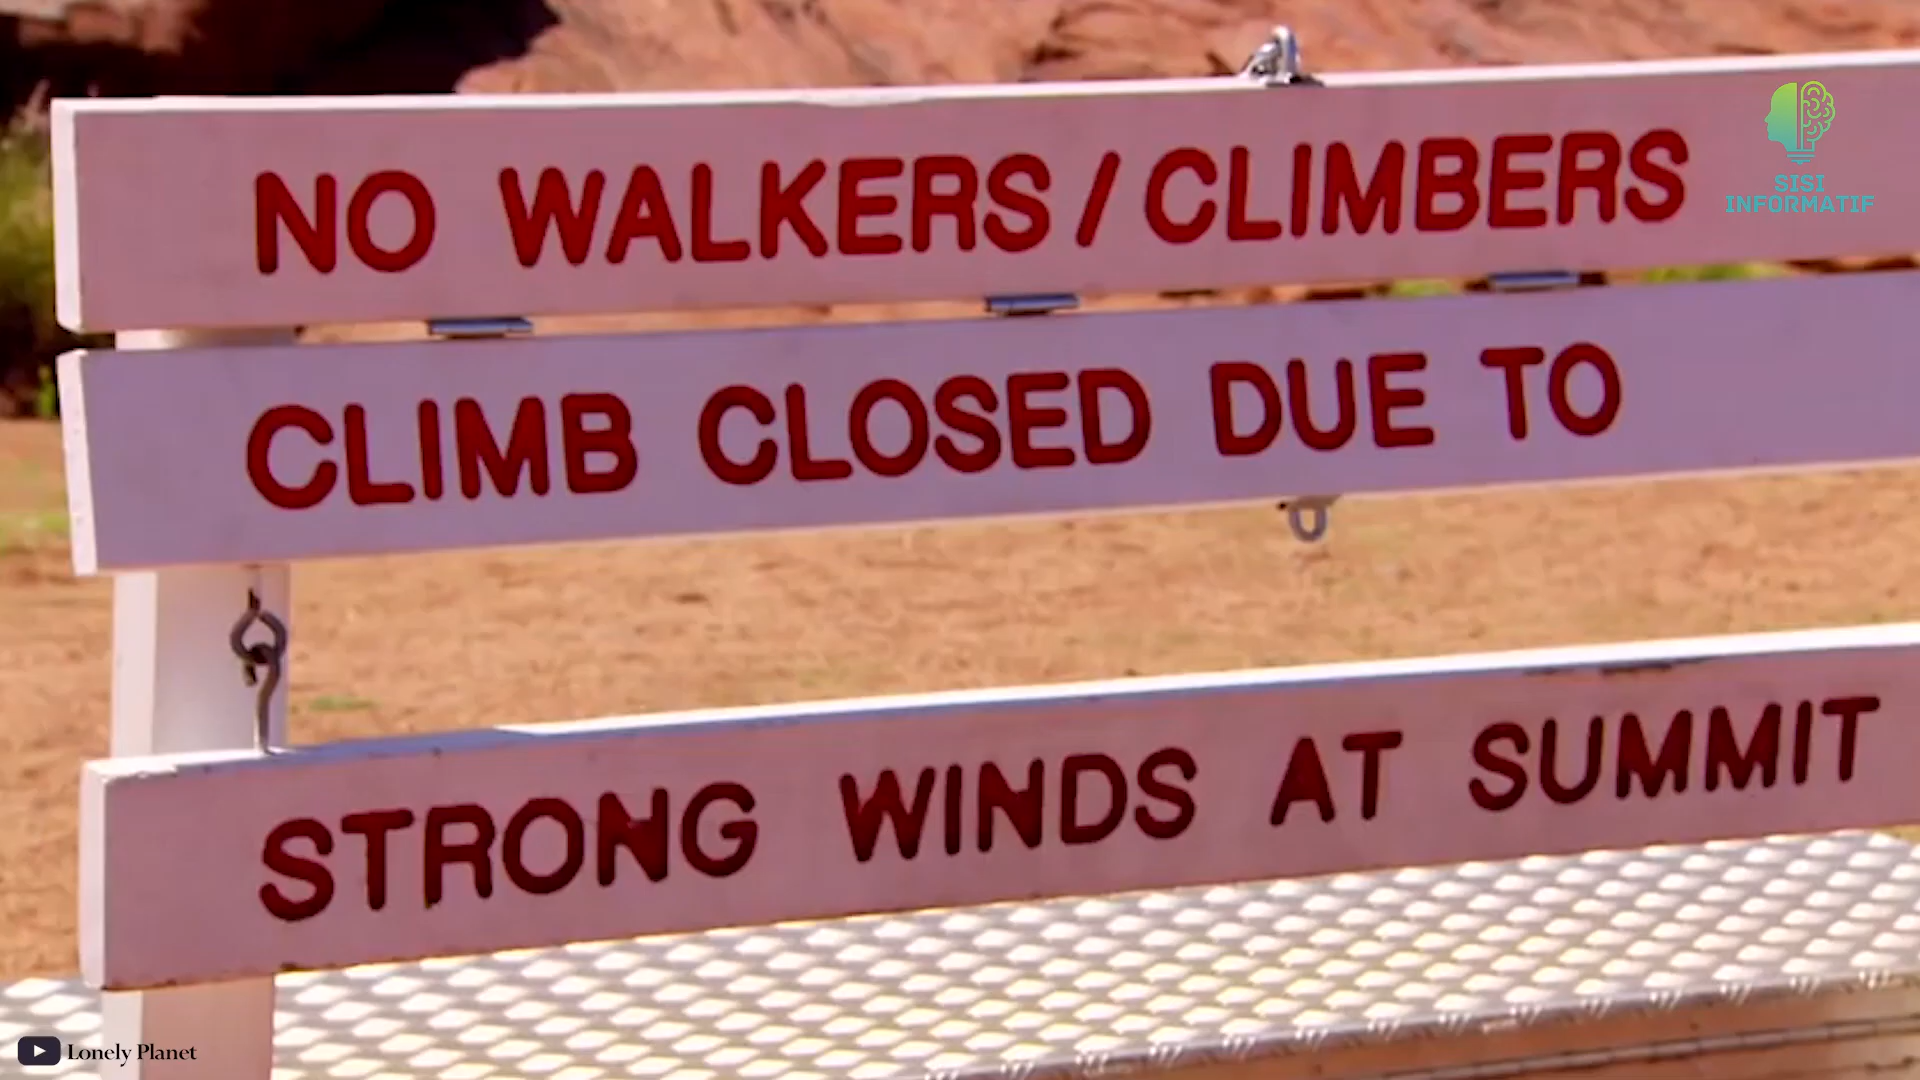 NO WALKERS / CLIMBERS
SISI
INFORMATIF
CLIMB CLOSED DUE TO
STRONG WINDS AT SUMMIT
Lonely Planet